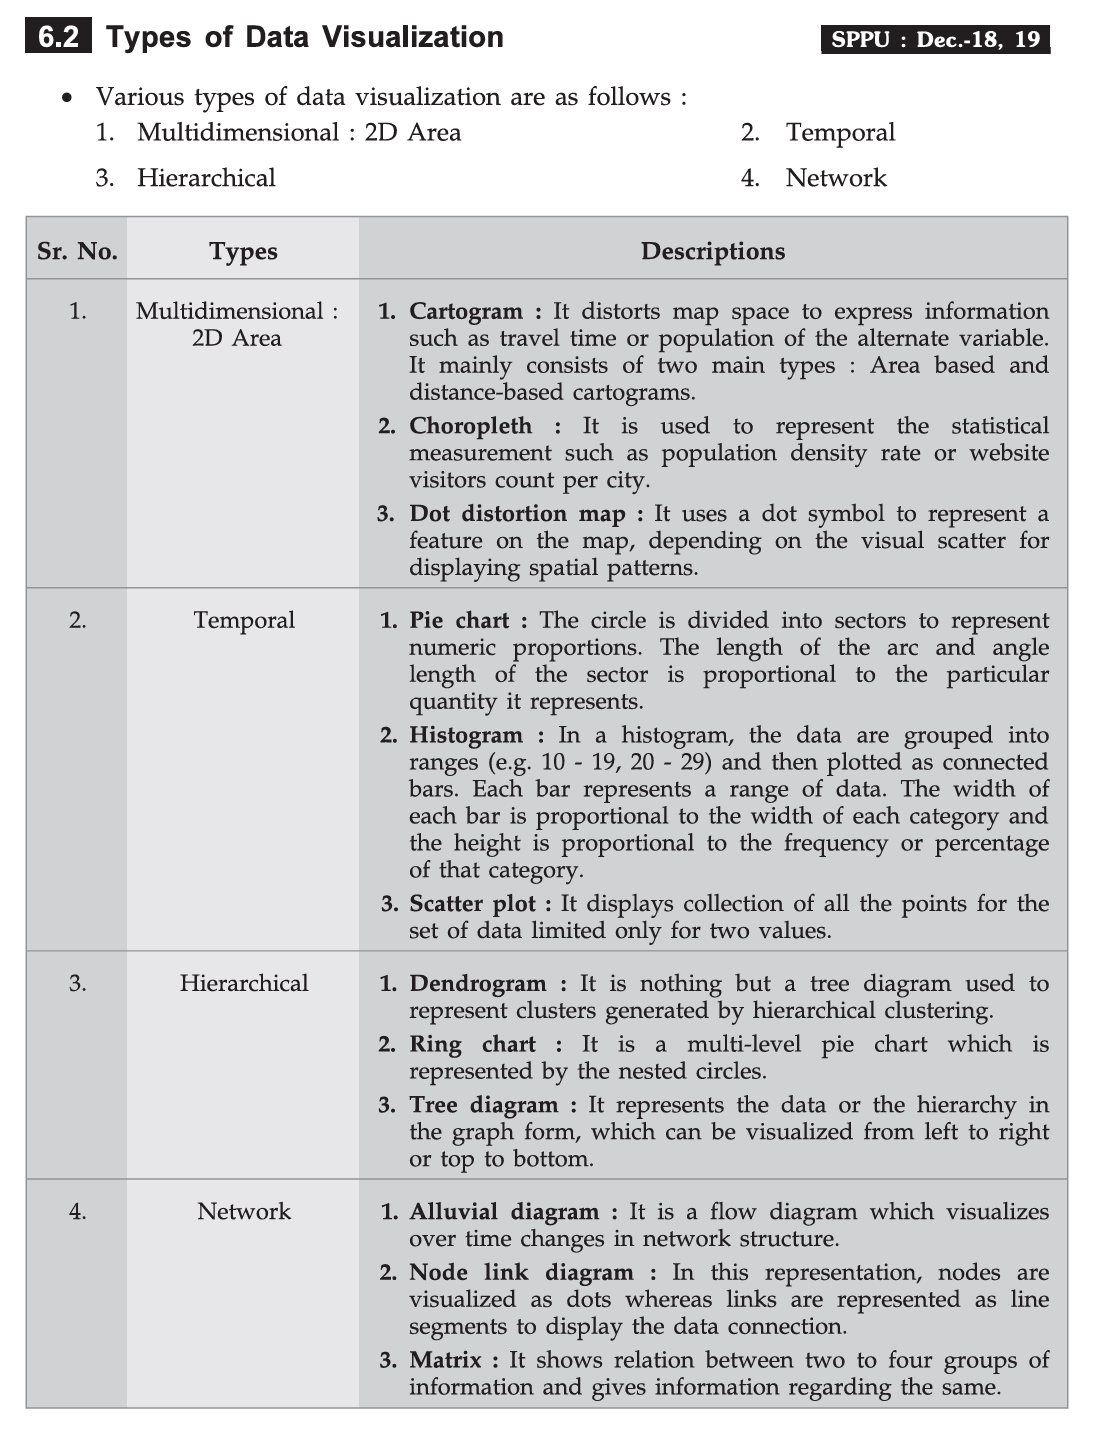 6.2 Types of Data Visualization SPPU : Dec.-18, 19
• Various types of data visualization are as follows :
1. Multidimensional : 2D Area 2. Temporal
3. Hierarchical 4. Network
Sr. No. Types Descriptions
1. Multidimensional : 2D Area
1. Cartogram : It distorts map space to express information
such as travel time or population of the alternate variable.
It mainly consists of two main types : Area based and
distance-based cartograms.
2. Choropleth : It is used to represent the statistical
measurement such as population density rate or website
visitors count per city.
3. Dot distortion map : It uses a dot symbol to represent a
feature on the map, depending on the visual scatter for
displaying spatial patterns.
2. Temporal
1. Pie chart : The circle is divided into sectors to represent
numeric proportions. The length of the arc and angle
length of the sector is proportional to the particular
quantity it represents.
2. Histogram : In a histogram, the data are grouped into
ranges (e.g. 10 - 19, 20 - 29) and then plotted as connected
bars. Each bar represents a range of data. The width of
each bar is proportional to the width of each category and
the height is proportional to the frequency or percentage
of that category.
3. Scatter plot : It displays collection of all the points for the
set of data limited only for two values.
3. Hierarchical
1. Dendrogram : It is nothing but a tree diagram used to
represent clusters generated by hierarchical clustering.
2. Ring chart : It is a multi-level pie chart which is
represented by the nested circles.
3. Tree diagram : It represents the data or the hierarchy in
the graph form, which can be visualized from left to right
or top to bottom.
4. Network
1. Alluvial diagram : It is a flow diagram which visualizes
over time changes in network structure.
2. Node link diagram : In this representation, nodes are
visualized as dots whereas links are represented as line
segments to display the data connection.
3. Matrix : It shows relation between two to four groups of
information and gives information regarding the same.